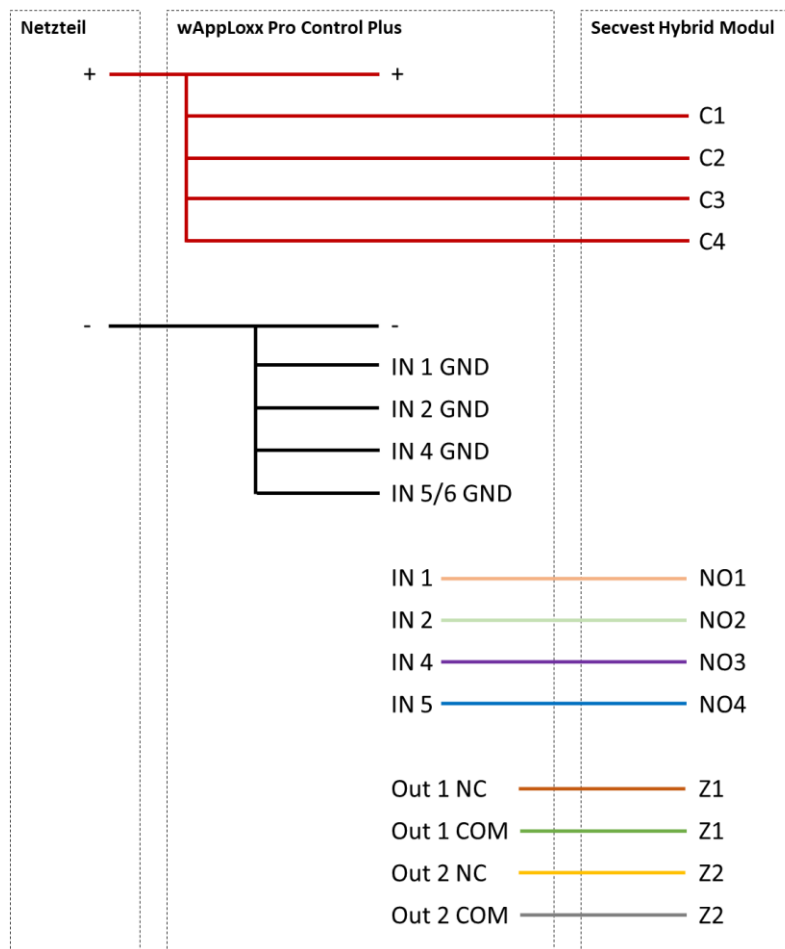 Netzteil wAppLoxx Pro Control Plus Secvest Hybrid Modul
+ +
C1
C2
C3
C4
- -
IN 1 GND
IN 2 GND
IN 4 GND
IN 5/6 GND
IN 1 NO1
IN 2 NO2
IN 4 NO3
IN 5 NO4
Out 1 NC Z1
Out 1 COM Z1
Out 2 NC Z2
Out 2 COM Z2